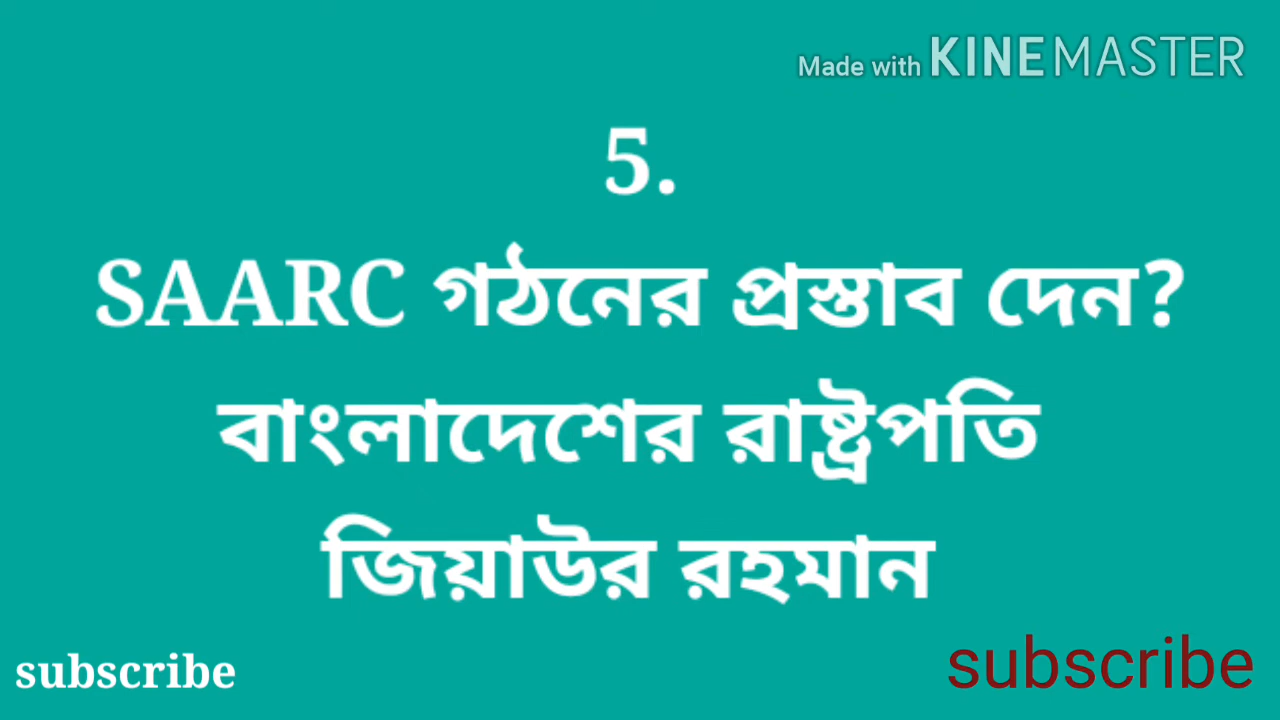 Made with KINEMASTER
5.
SAARC গঠনের প্রস্তাব দেন?
বাংলাদেশের রাষ্ট্রপতি
জিয়াউর রহমান
subscribe
subscribe